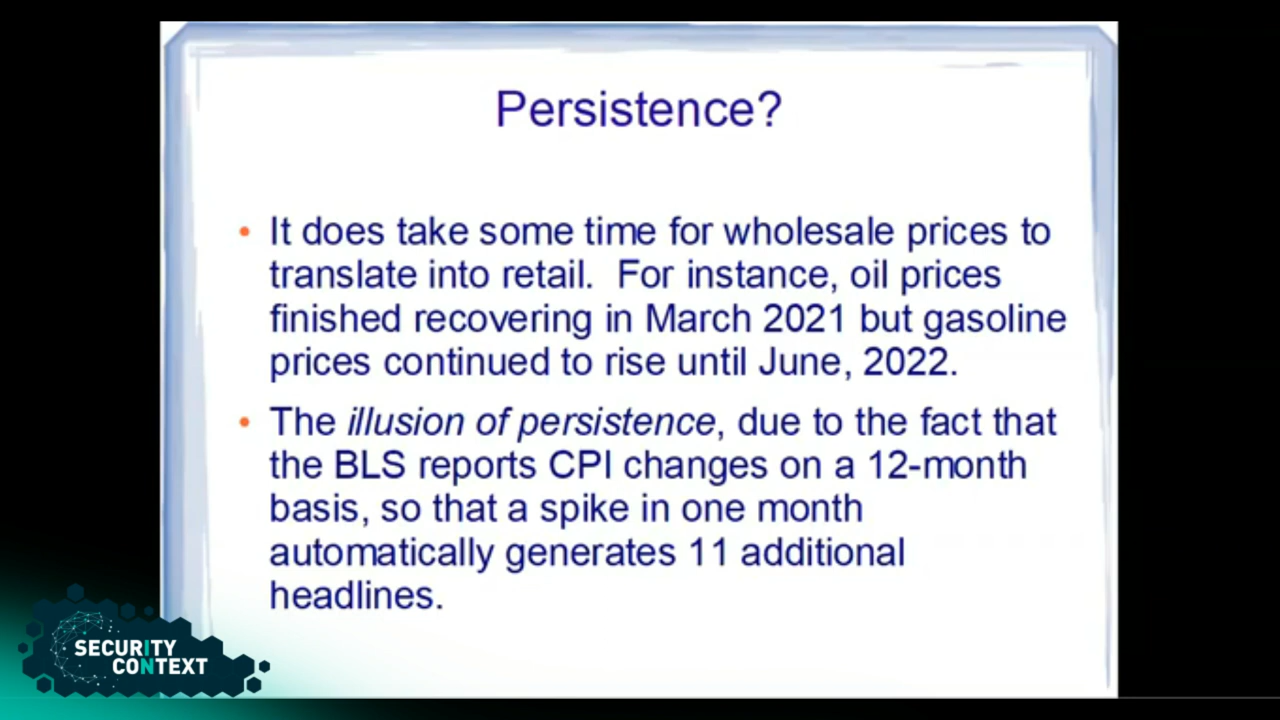 Persistence?
• It does take some time for wholesale prices to
translate into retail.  For instance, oil prices
finished recovering in March 2021 but gasoline
prices continued to rise until June, 2022.
• The illusion of persistence, due to the fact that
the BLS reports CPI changes on a 12-month
basis, so that a spike in one month
automatically generates 11 additional
headlines.
SECURITY
CONTEXT